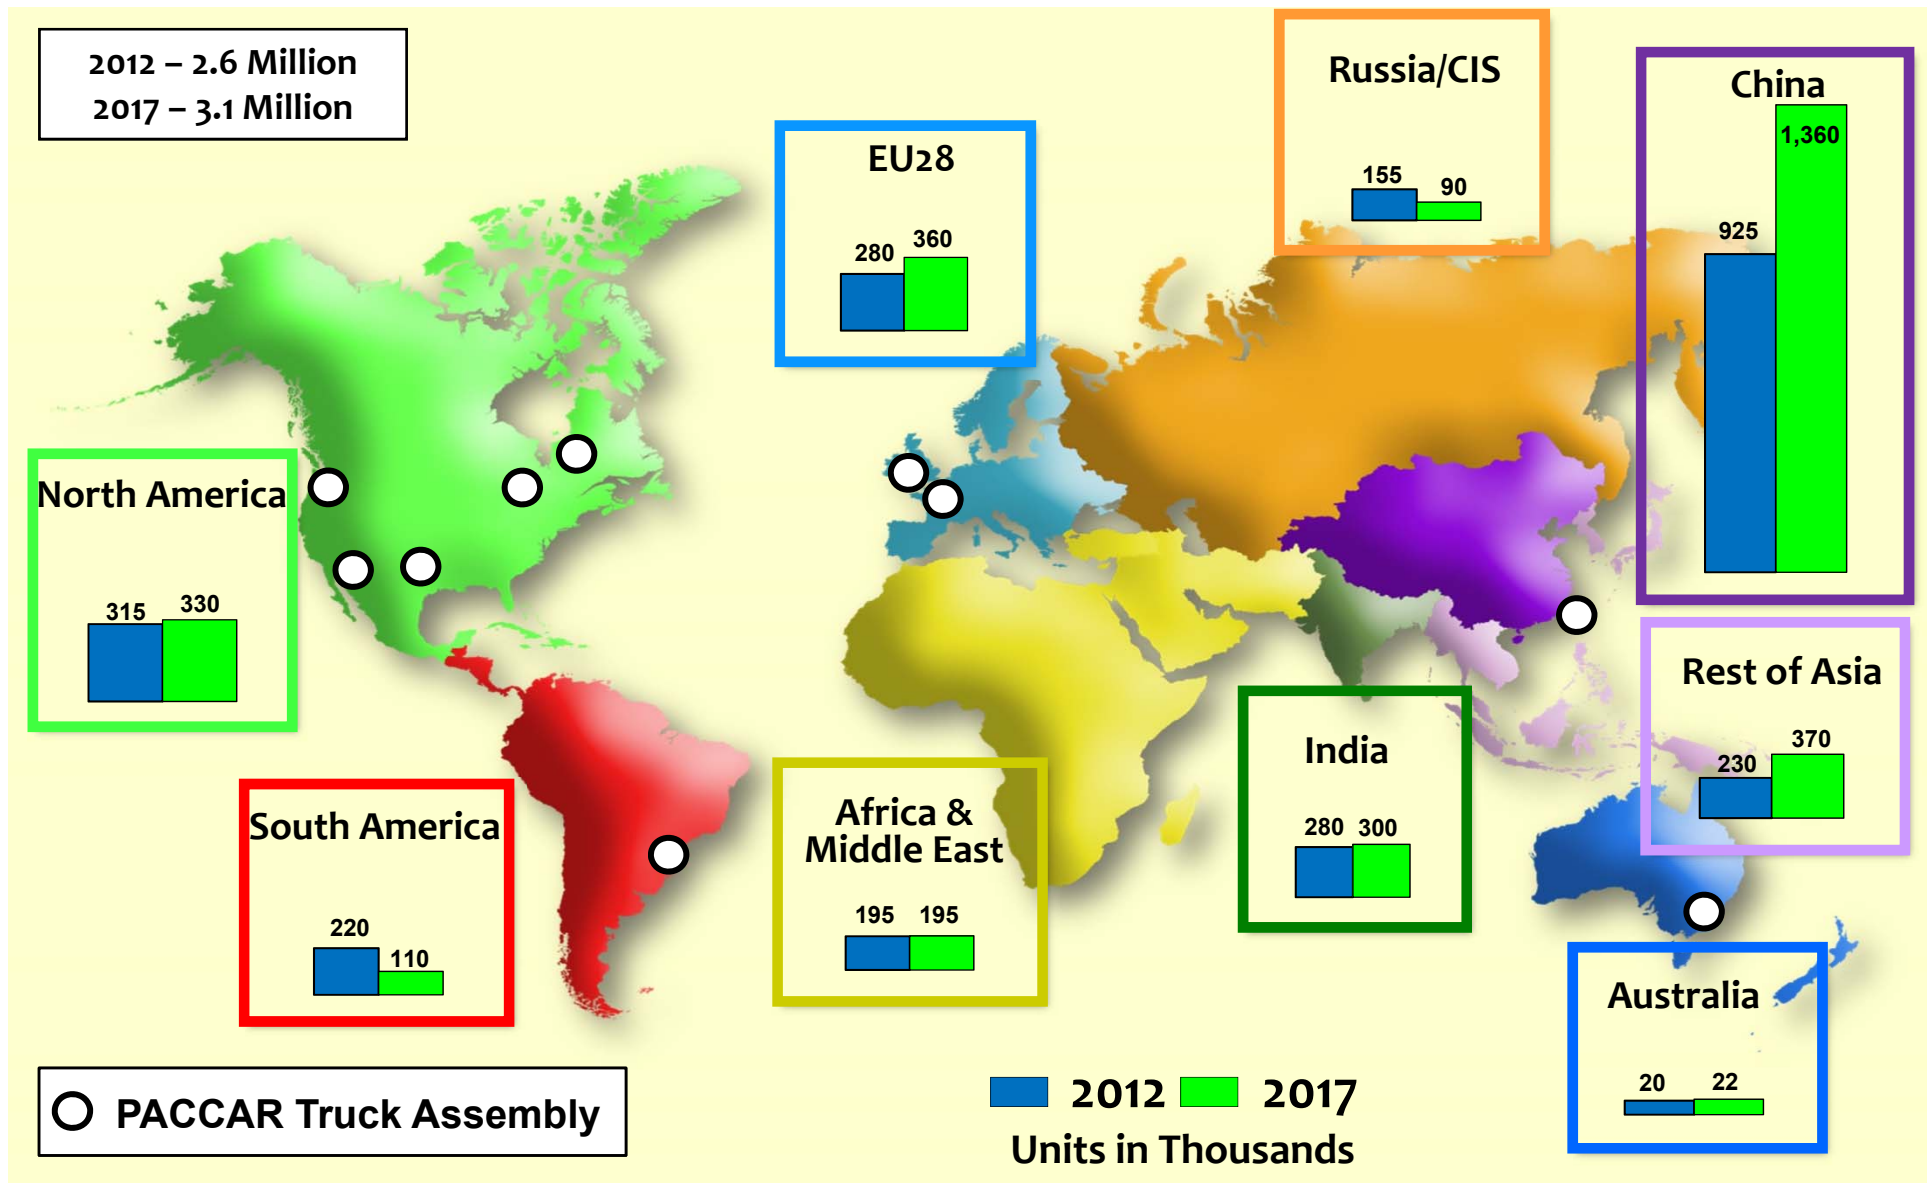 2012 – 2.6 Million
2017 – 3.1 Million
Russia/CIS
155
90
China
1,360
925
EU28
280
360
North America
315
330
South America
220
110
Africa &
Middle East
195
195
India
280
300
Rest of Asia
230
370
Australia
20
22
PACCAR Truck Assembly
2012
2017
Units in Thousands